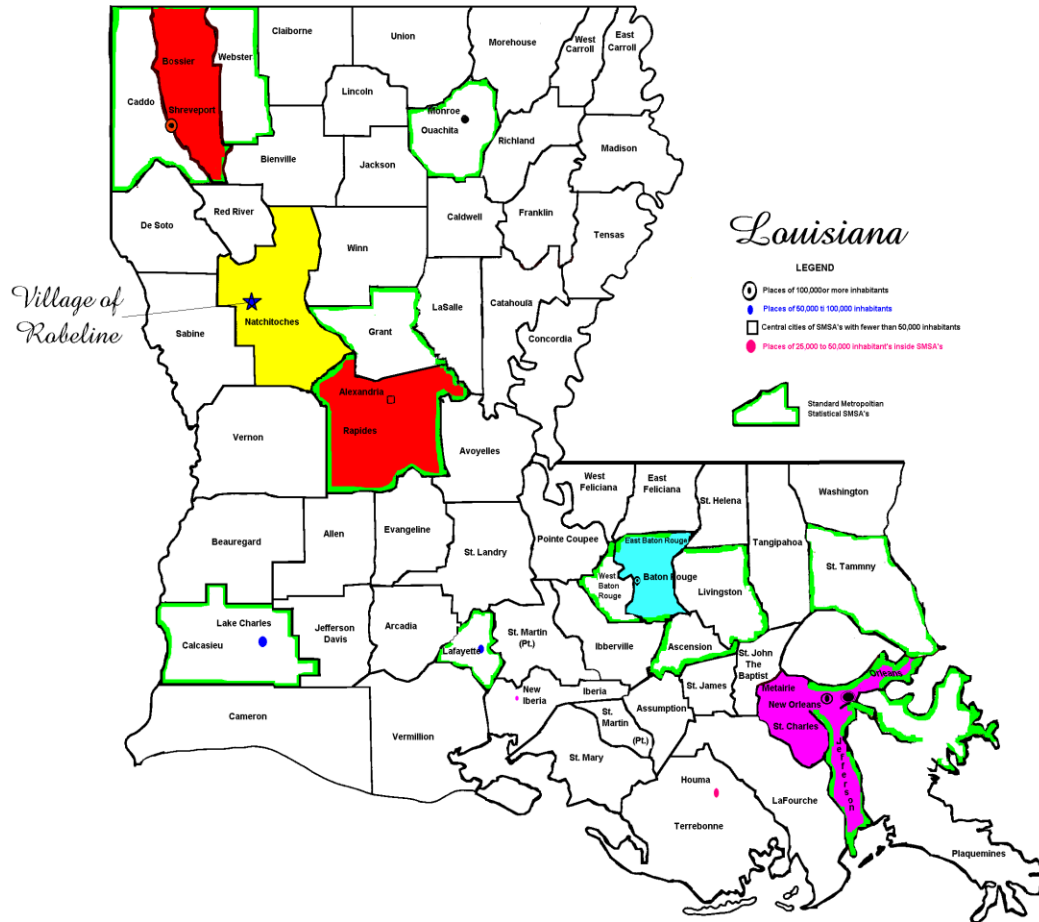 Claiborne
Union
Morehouse
West
Carroll
East
Carroll
Bossier
Webster
Caddo
Shreveport
Lincoln
Monroe
Ouachita
Richland
Madison
Bienville
Jackson
Red River
De Soto
Caldwell
Franklin
Tensas
Winn
Louisiana
LEGEND
Places of 100,000or more inhabitants
Places of 50,000 ti 100,000 inhabitants
Central cities of SMSA's with fewer than 50,000 inhabitants
Places of 25,000 to 50,000 inhabitant's inside SMSA's
Standard Metropoltian
Statistical SMSA's
Village of
Robeline
Natchitoches
Sabine
Grant
LaSalle
Catahoula
Concordia
Alexandria
Rapides
Vernon
Avoyelles
West
Feliciana
East
Feliciana
St. Helena
Washington
Beauregard
Allen
Evangeline
St. Landry
Pointe Coupee
East Baton Rouge
Tangipahoa
St. Tammny
West
Baton
Rouge
Baton Rouge
Livingston
Lake Charles
Calcasieu
Jefferson
Davis
Arcadia
Lafayette
St. Martin
(Pt.)
Ibberville
Ascension
St. John
The
Baptist
New
Iberia
Iberia
Assumption
St. James
Metairie
Orleans
New Orleans
St. Charles
Jefferson
Cameron
Vermillion
St.
Martin
(Pt.)
St. Mary
Houma
Terrebonne
LaFourche
Plaquemines